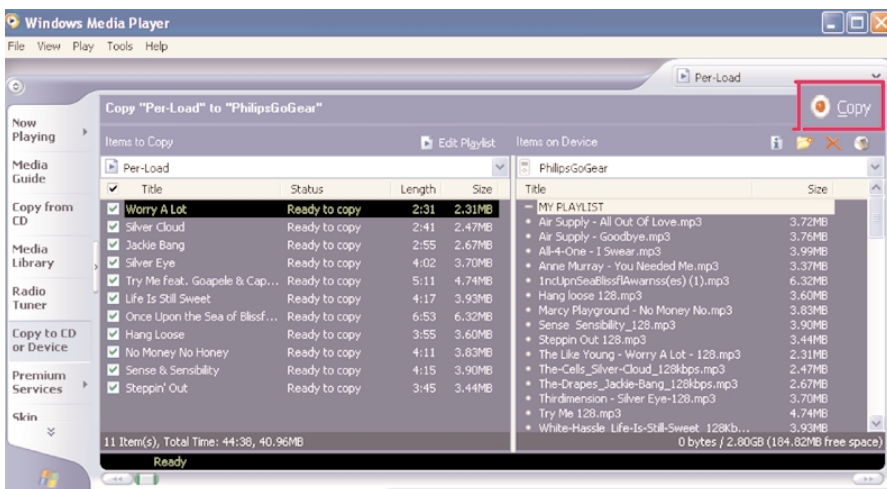 Windows Media Player
File View Play Tools Help
Per-Load
Copy "Per-Load" to "PhilipsGoGear"
Copy
Now
Playing
Media
Guide
Copy from
CD
Media
Library
Radio
Tuner
Copy to CD
or Device
Premium
Services
Skin
Items to Copy
Edit Playlist
Per-Load
Title Status Length Size
Worry A Lot Ready to copy 2:31 2.31MB
Silver Cloud Ready to copy 2:41 2.47MB
Jackie Bang Ready to copy 2:55 2.67MB
Silver Eye Ready to copy 4:02 3.70MB
Try Me feat. Goapele & Cap... Ready to copy 5:11 4.74MB
Life Is Still Sweet Ready to copy 4:17 3.93MB
Once Upon the Sea of Blissf... Ready to copy 6:53 6.32MB
Hang Loose Ready to copy 3:55 3.60MB
No Money No Honey Ready to copy 4:11 3.83MB
Sense & Sensibility Ready to copy 4:15 3.90MB
Steppin' Out Ready to copy 3:45 3.44MB
11 Item(s), Total Time: 44:38, 40.96MB
Items on Device
PhilipsGoGear
Title Size
MY PLAYLIST
Air Supply - All Out Of Love.mp3 3.72MB
Air Supply - Goodbye.mp3 3.76MB
All-4-One - I Swear.mp3 3.99MB
Anne Murray - You Needed Me.mp3 3.37MB
1ncUpnSeaBlissflAwarnss(es) (1).mp3 6.32MB
Hang loose 128.mp3 3.60MB
Marcy Playground - No Money No.mp3 3.83MB
Sense Sensibility_128.mp3 3.90MB
Steppin Out 128.mp3 3.44MB
The Like Young - Worry A Lot - 128.mp3 2.31MB
The-Cells_Silver-Cloud_128kbps.mp3 2.47MB
The-Drapes_Jackie-Bang_128kbps.mp3 2.67MB
Thirdimension - Silver Eye-128.mp3 3.70MB
Try Me 128.mp3 4.74MB
White-Hassle_Life-Is-Still-Sweet_128Kb... 3.93MB
0 bytes / 2.80GB (184.82MB free space)
Ready